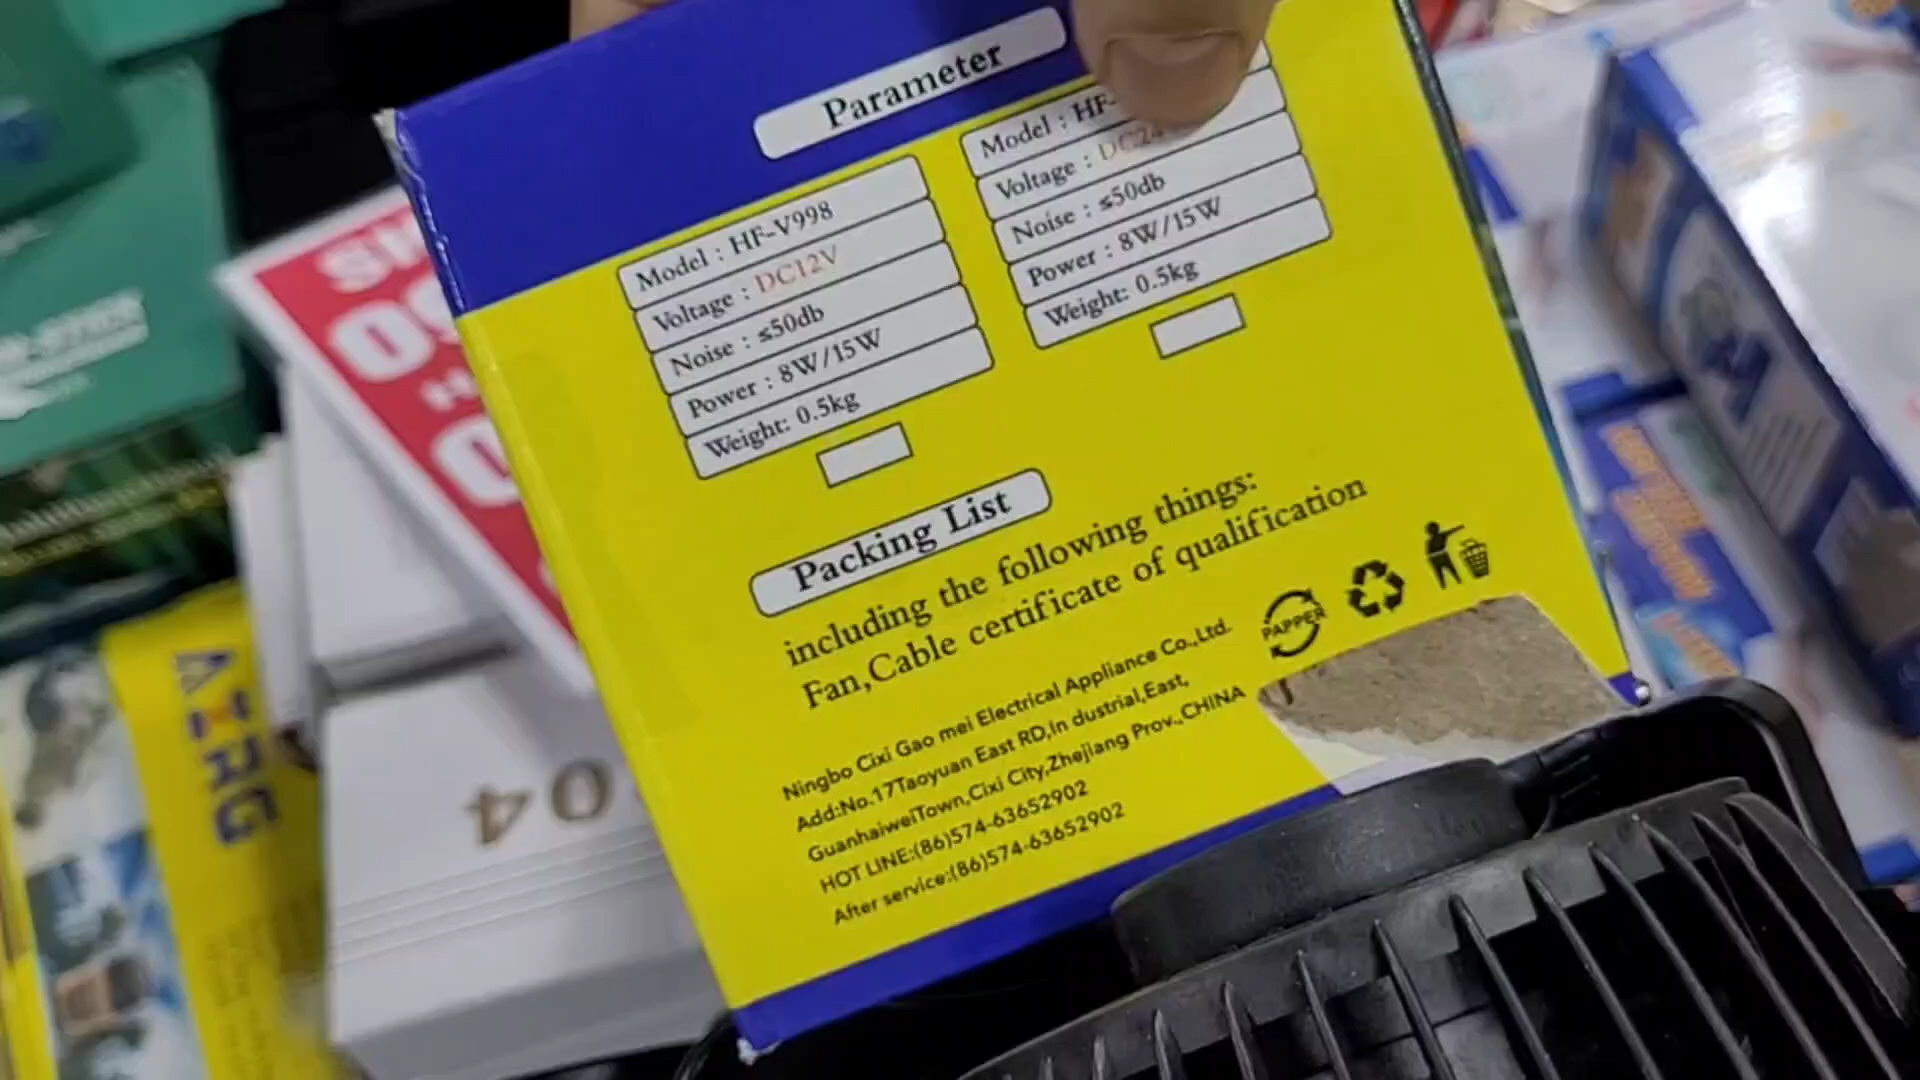 Parameter
Model : HF-V998
Voltage : DC12V
Noise : ≤50db
Power : 8W/15W
Weight: 0.5kg
Model : HF-
Voltage : DC24
Noise : ≤50db
Power : 8W/15W
Weight: 0.5kg
Packing List
including the following things:
Fan,Cable certificate of qualification
PAPPER
Ningbo Cixi Gao mei Electrical Appliance Co.,Ltd.
Add:No.17Taoyuan East RD,In dustrial,East,
GuanhaiweiTown,Cixi City,Zhejiang Prov.,CHINA
HOT LINE:(86)574-63652902
After service:(86)574-63652902
04